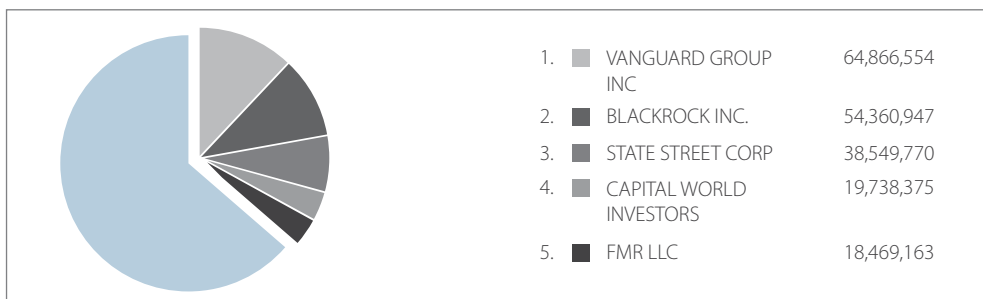 1. VANGUARD GROUP 64,866,554
INC
2. BLACKROCK INC. 54,360,947
3. STATE STREET CORP 38,549,770
4. CAPITAL WORLD 19,738,375
INVESTORS
5. FMR LLC 18,469,163